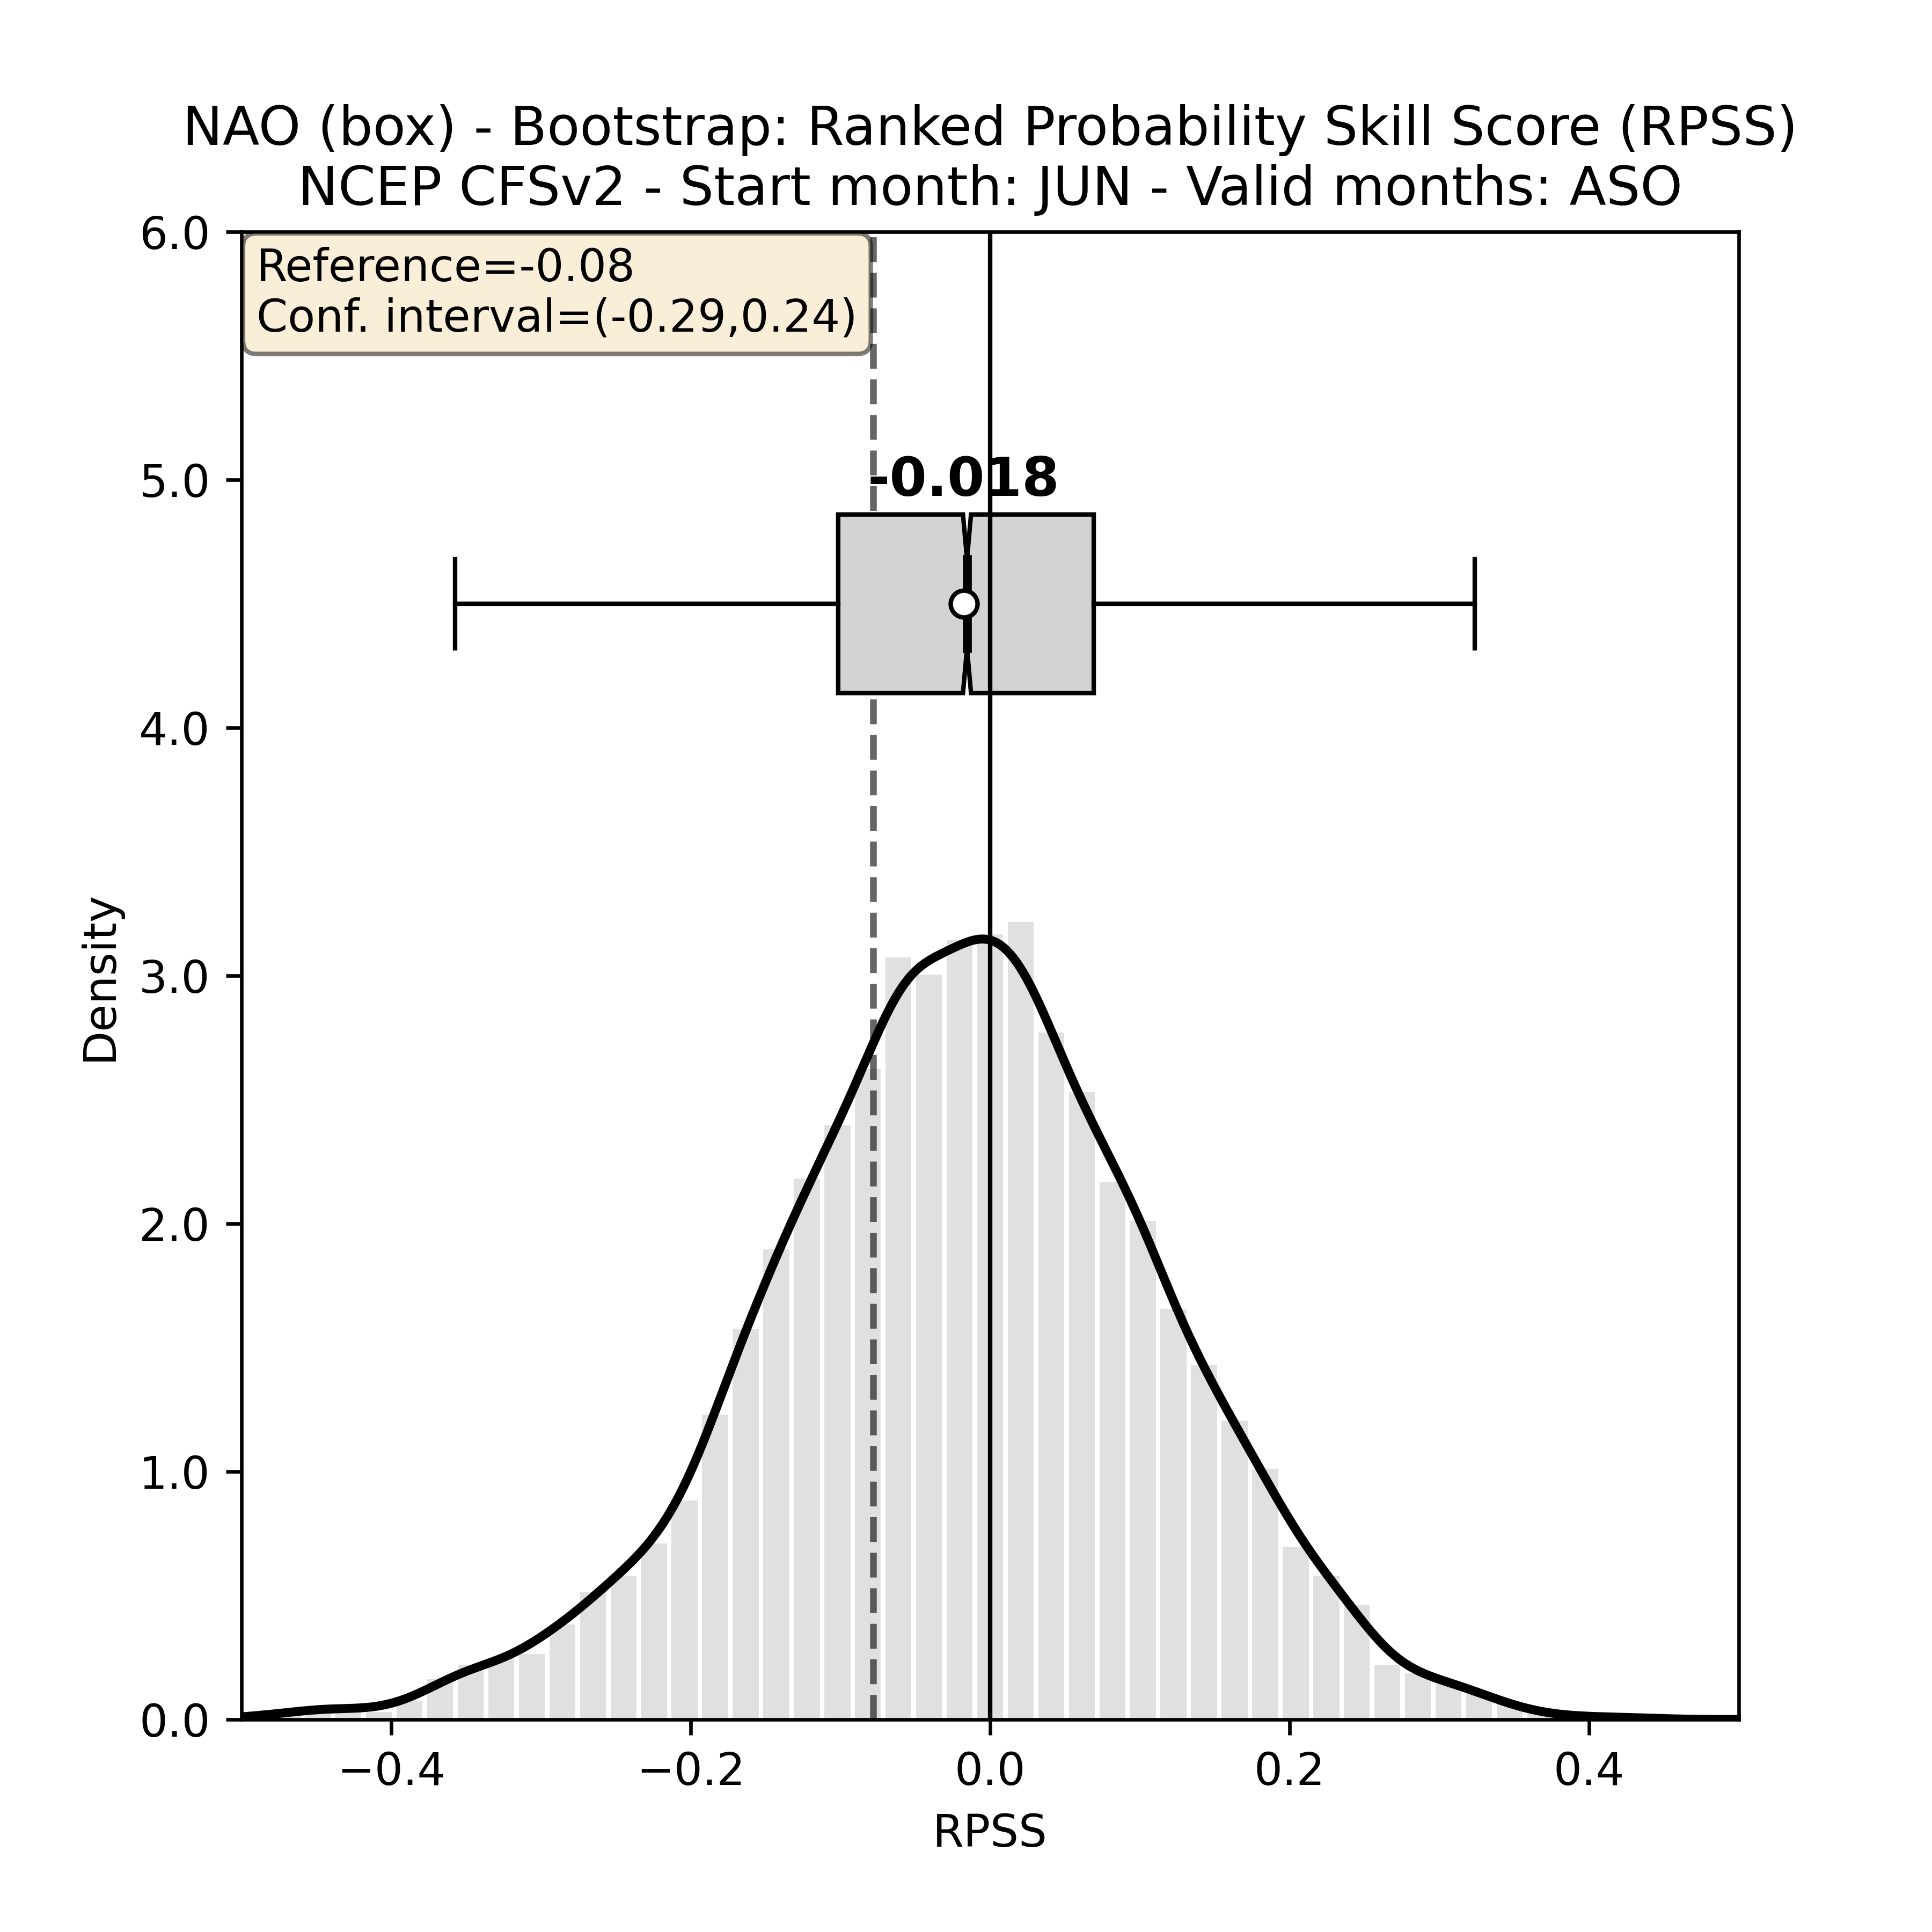 NAO (box) - Bootstrap: Ranked Probability Skill Score (RPSS)
NCEP CFSv2 - Start month: JUN - Valid months: ASO
Reference=-0.08
Conf. interval=(-0.29,0.24)
-0.018
6.0
5.0
4.0
3.0
2.0
1.0
0.0
Density
−0.4
−0.2
0.0
0.2
0.4
RPSS